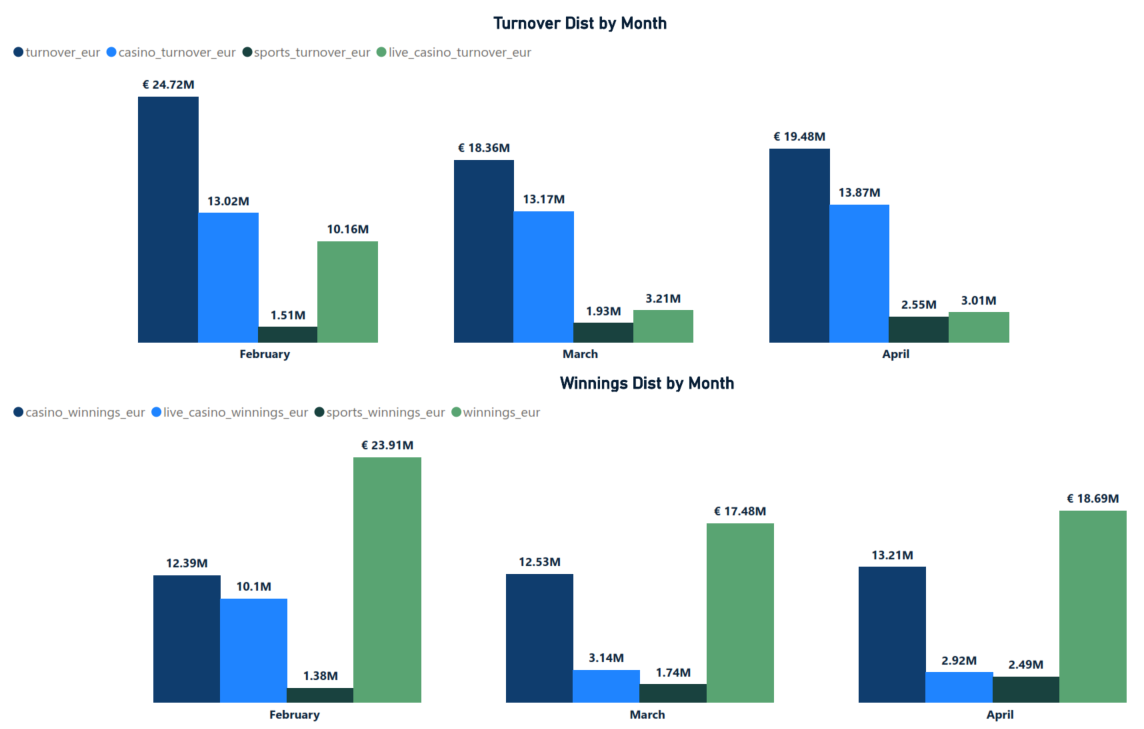 Turnover Dist by Month
turnover_eur casino_turnover_eur sports_turnover_eur live_casino_turnover_eur
€ 24.72M
€ 19.48M
€ 18.36M
13.02M
13.17M
13.87M
10.16M
1.51M
1.93M
3.21M
2.55M
3.01M
February March April
Winnings Dist by Month
casino_winnings_eur live_casino_winnings_eur sports_winnings_eur winnings_eur
€ 23.91M
€ 18.69M
€ 17.48M
12.39M
12.53M
13.21M
10.1M
1.38M
3.14M
1.74M
2.92M
2.49M
February March April